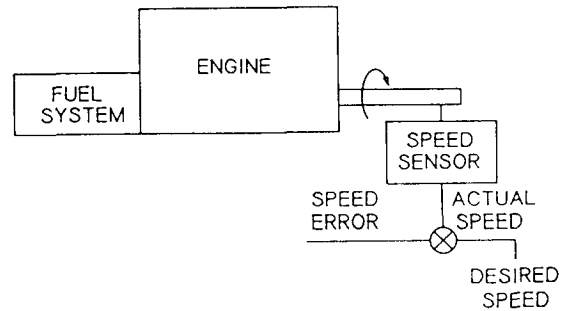 ENGINE
FUEL
SYSTEM
SPEED
SENSOR
SPEED
ERROR
ACTUAL
SPEED
DESIRED
SPEED